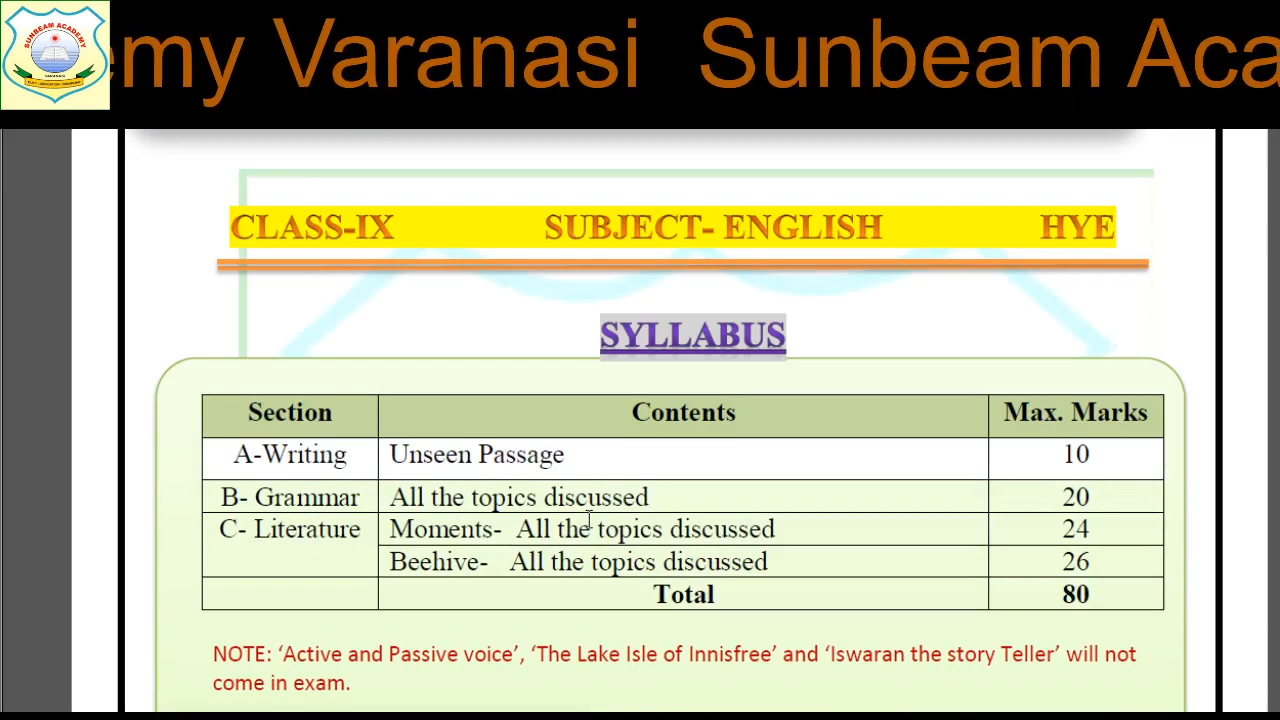 emy Varanasi Sunbeam Aca
SUNBEAM ACADEMY
VARANASI
CLASS-IX SUBJECT- ENGLISH HYE
SYLLABUS
Section Contents Max. Marks
A-Writing Unseen Passage 10
B- Grammar All the topics discussed 20
C- Literature Moments- All the topics discussed 24
Beehive- All the topics discussed 26
Total 80
NOTE: ‘Active and Passive voice’, ‘The Lake Isle of Innisfree’ and ‘Iswaran the story Teller’ will not
come in exam.